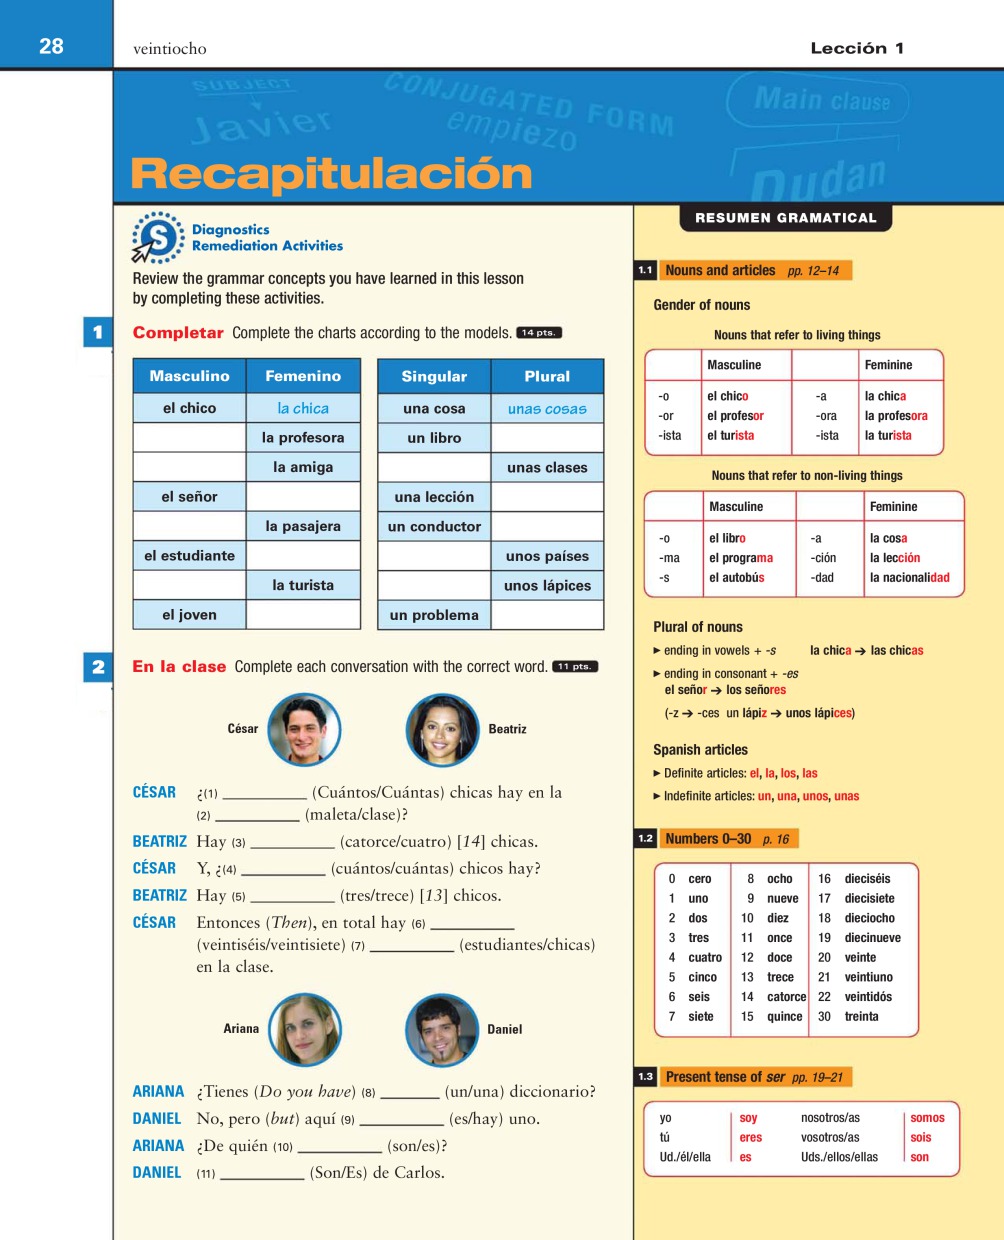 28
veintiocho
Lección 1
SUBJECT
Javier
CONJUGATED FORM
empiezo
Main clause
Dudan
Recapitulación
S
Diagnostics
Remediation Activities
Review the grammar concepts you have learned in this lesson
by completing these activities.
1 Completar Complete the charts according to the models. 14 pts.
Masculino Femenino
el chico la chica
la profesora
la amiga
el señor
la pasajera
el estudiante
la turista
el joven
Singular Plural
una cosa unas cosas
un libro
unas clases
una lección
un conductor
unos países
unos lápices
un problema
2 En la clase Complete each conversation with the correct word. 11 pts.
César
Beatriz
CÉSAR ¿(1) __________ (Cuántos/Cuántas) chicas hay en la
(2) __________ (maleta/clase)?
BEATRIZ Hay (3) __________ (catorce/cuatro) [14] chicas.
CÉSAR Y, ¿(4) __________ (cuántos/cuántas) chicos hay?
BEATRIZ Hay (5) __________ (tres/trece) [13] chicos.
CÉSAR Entonces (Then), en total hay (6) __________
(veintiséis/veintisiete) (7) __________ (estudiantes/chicas)
en la clase.
Ariana
Daniel
ARIANA ¿Tienes (Do you have) (8) _______ (un/una) diccionario?
DANIEL No, pero (but) aquí (9) __________ (es/hay) uno.
ARIANA ¿De quién (10) __________ (son/es)?
DANIEL (11) __________ (Son/Es) de Carlos.
RESUMEN GRAMATICAL
1.1 Nouns and articles pp. 12–14
Gender of nouns
Nouns that refer to living things
Masculine Feminine
-o el chico -a la chica
-or el profesor -ora la profesora
-ista el turista -ista la turista
Nouns that refer to non-living things
Masculine Feminine
-o el libro -a la cosa
-ma el programa -ción la lección
-s el autobús -dad la nacionalidad
Plural of nouns
▶ ending in vowels + -s la chica → las chicas
▶ ending in consonant + -es
el señor → los señores
(-z → -ces un lápiz → unos lápices)
Spanish articles
▶ Definite articles: el, la, los, las
▶ Indefinite articles: un, una, unos, unas
1.2 Numbers 0–30 p. 16
0 cero 8 ocho 16 dieciséis
1 uno 9 nueve 17 diecisiete
2 dos 10 diez 18 dieciocho
3 tres 11 once 19 diecinueve
4 cuatro 12 doce 20 veinte
5 cinco 13 trece 21 veintiuno
6 seis 14 catorce 22 veintidós
7 siete 15 quince 30 treinta
1.3 Present tense of ser pp. 19–21
yo soy nosotros/as somos
tú eres vosotros/as sois
Ud./él/ella es Uds./ellos/ellas son